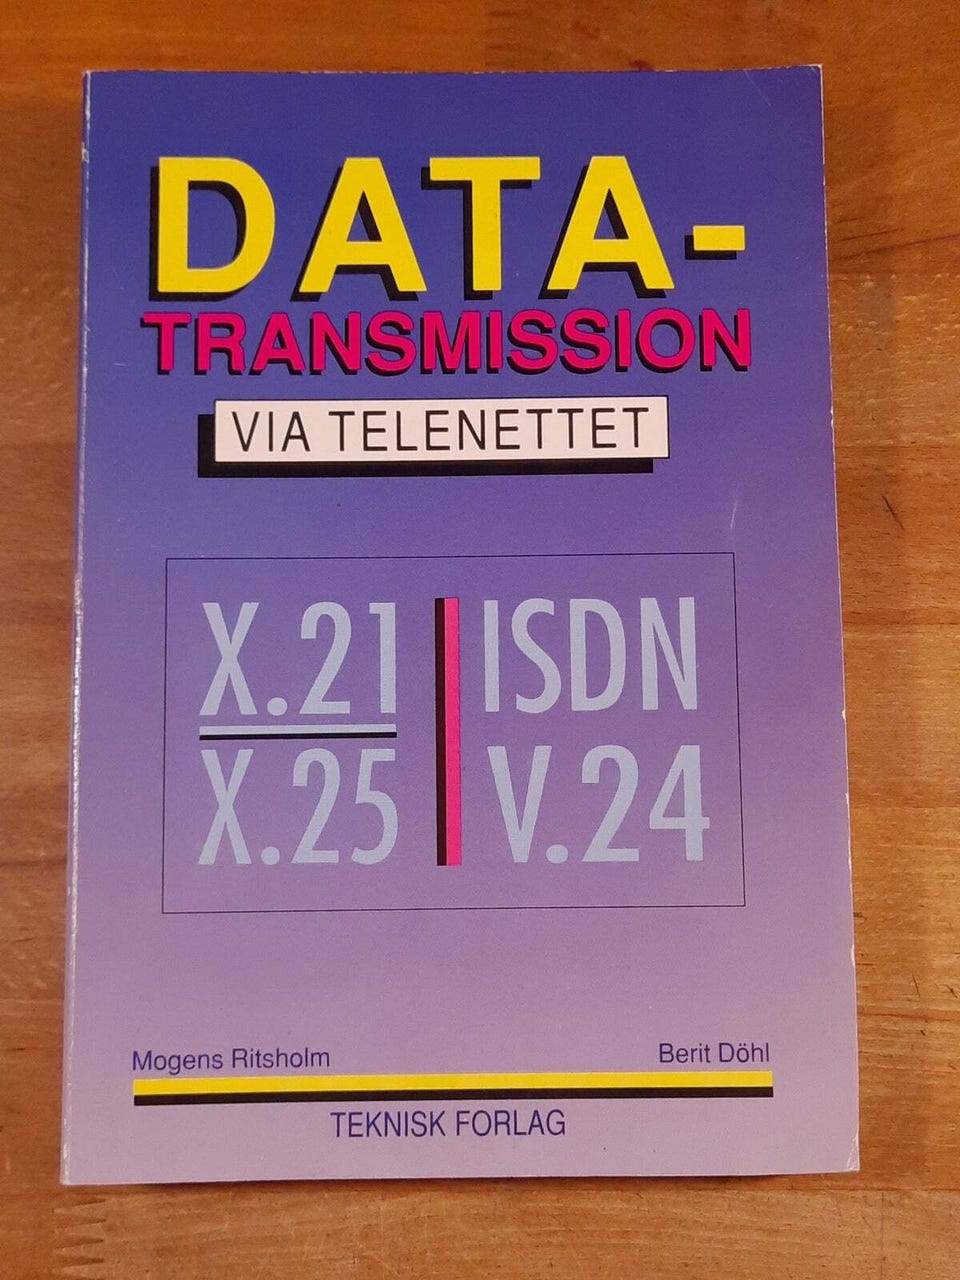 DATA-
TRANSMISSION
VIA TELENETTET
X.21
ISDN
X.25
V.24
Mogens Ritsholm
Berit Döhl
TEKNISK FORLAG